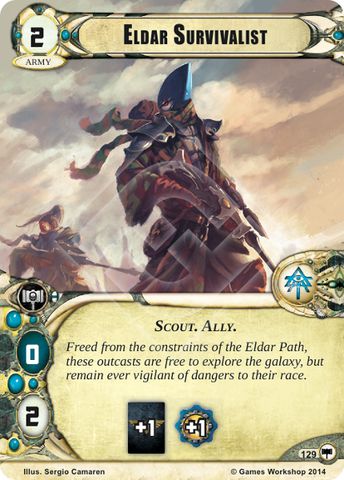 2
ARMY
ELDAR SURVIVALIST
SCOUT. ALLY.
Freed from the constraints of the Eldar Path,
these outcasts are free to explore the galaxy, but
remain ever vigilant of dangers to their race.
0
2
+1
+1
129
Illus. Sergio Camaren
© Games Workshop 2014